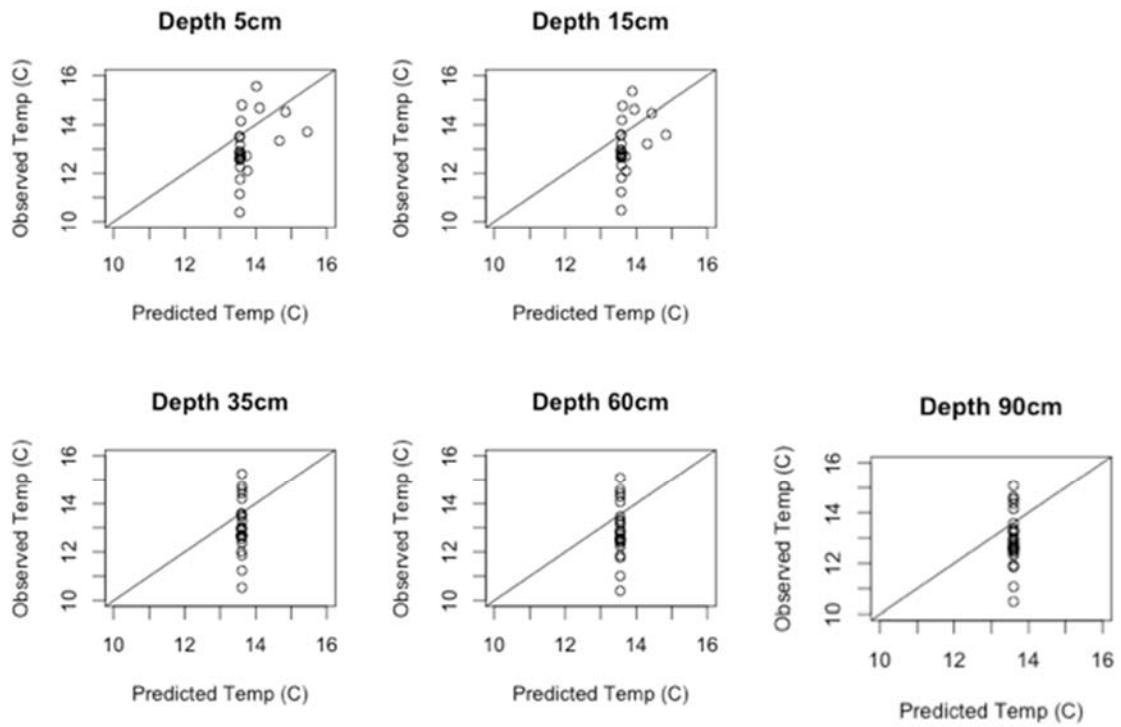 Depth 5cm
Observed Temp (C)
16
14
12
10
10 12 14 16
Predicted Temp (C)
Depth 15cm
Observed Temp (C)
16
14
12
10
10 12 14 16
Predicted Temp (C)
Depth 35cm
Observed Temp (C)
16
14
12
10
10 12 14 16
Predicted Temp (C)
Depth 60cm
Observed Temp (C)
16
14
12
10
10 12 14 16
Predicted Temp (C)
Depth 90cm
Observed Temp (C)
16
14
12
10
10 12 14 16
Predicted Temp (C)